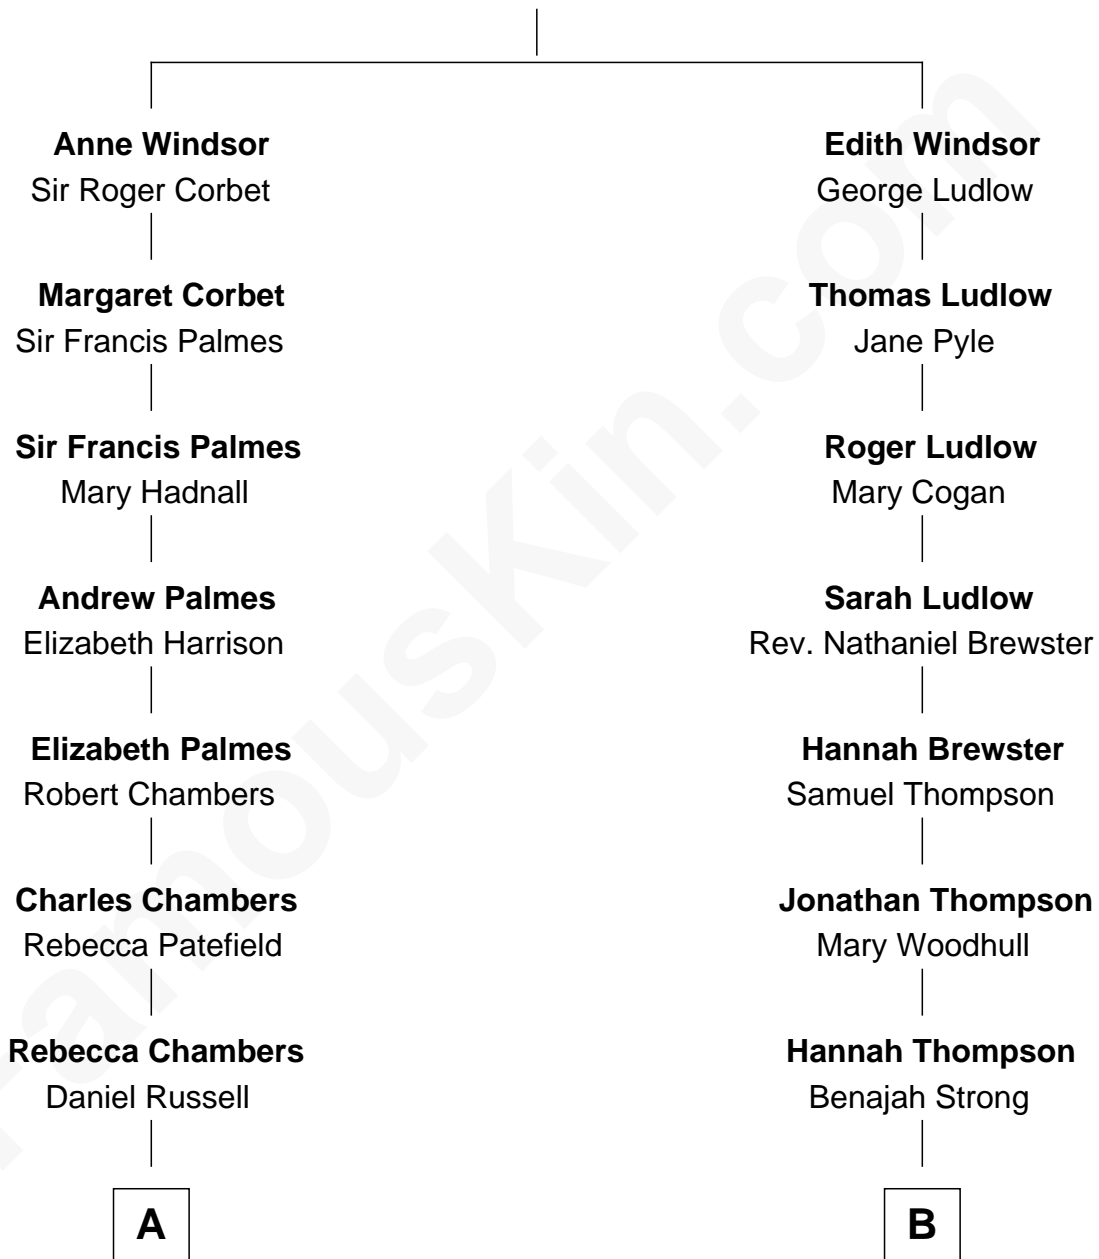 Anne Windsor
Sir Roger Corbet
Margaret Corbet
Sir Francis Palmes
Sir Francis Palmes
Mary Hadnall
Andrew Palmes
Elizabeth Harrison
Elizabeth Palmes
Robert Chambers
Charles Chambers
Rebecca Patefield
Rebecca Chambers
Daniel Russell
A
Edith Windsor
George Ludlow
Thomas Ludlow
Jane Pyle
Roger Ludlow
Mary Cogan
Sarah Ludlow
Rev. Nathaniel Brewster
Hannah Brewster
Samuel Thompson
Jonathan Thompson
Mary Woodhull
Hannah Thompson
Benajah Strong
B
FamousKin.com